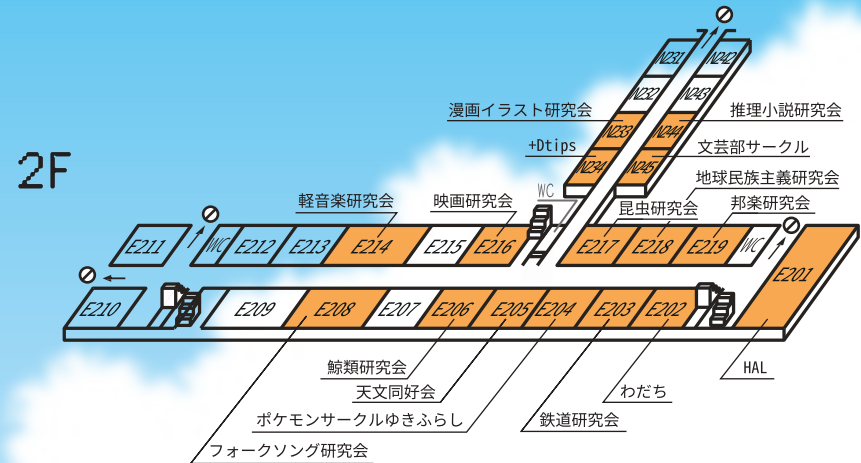 N231
N242
N232
N243
漫画イラスト研究会
推理小説研究会
N233
N244
+Dtips
文芸部サークル
2F
N234
N245
地球民族主義研究会
WC
軽音楽研究会
映画研究会
昆虫研究会
邦楽研究会
E211
WC
E212
E213
E214
E215
E216
E217
E218
E219
WC
E201
E210
E209
E208
E207
E206
E205
E204
E203
E202
鯨類研究会
HAL
天文同好会
わだち
ポケモンサークルゆきふらし
鉄道研究会
フォークソング研究会